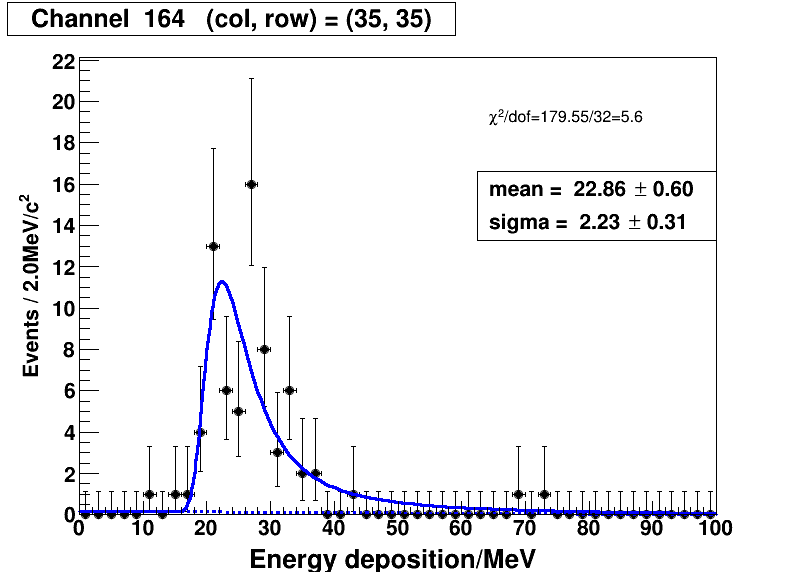 Channel 164 (col, row) = (35, 35)
χ²/dof=179.55/32=5.6
mean = 22.86 ± 0.60
sigma = 2.23 ± 0.31
Events / 2.0MeV/c²
22
20
18
16
14
12
10
8
6
4
2
0
0 10 20 30 40 50 60 70 80 90 100
Energy deposition/MeV